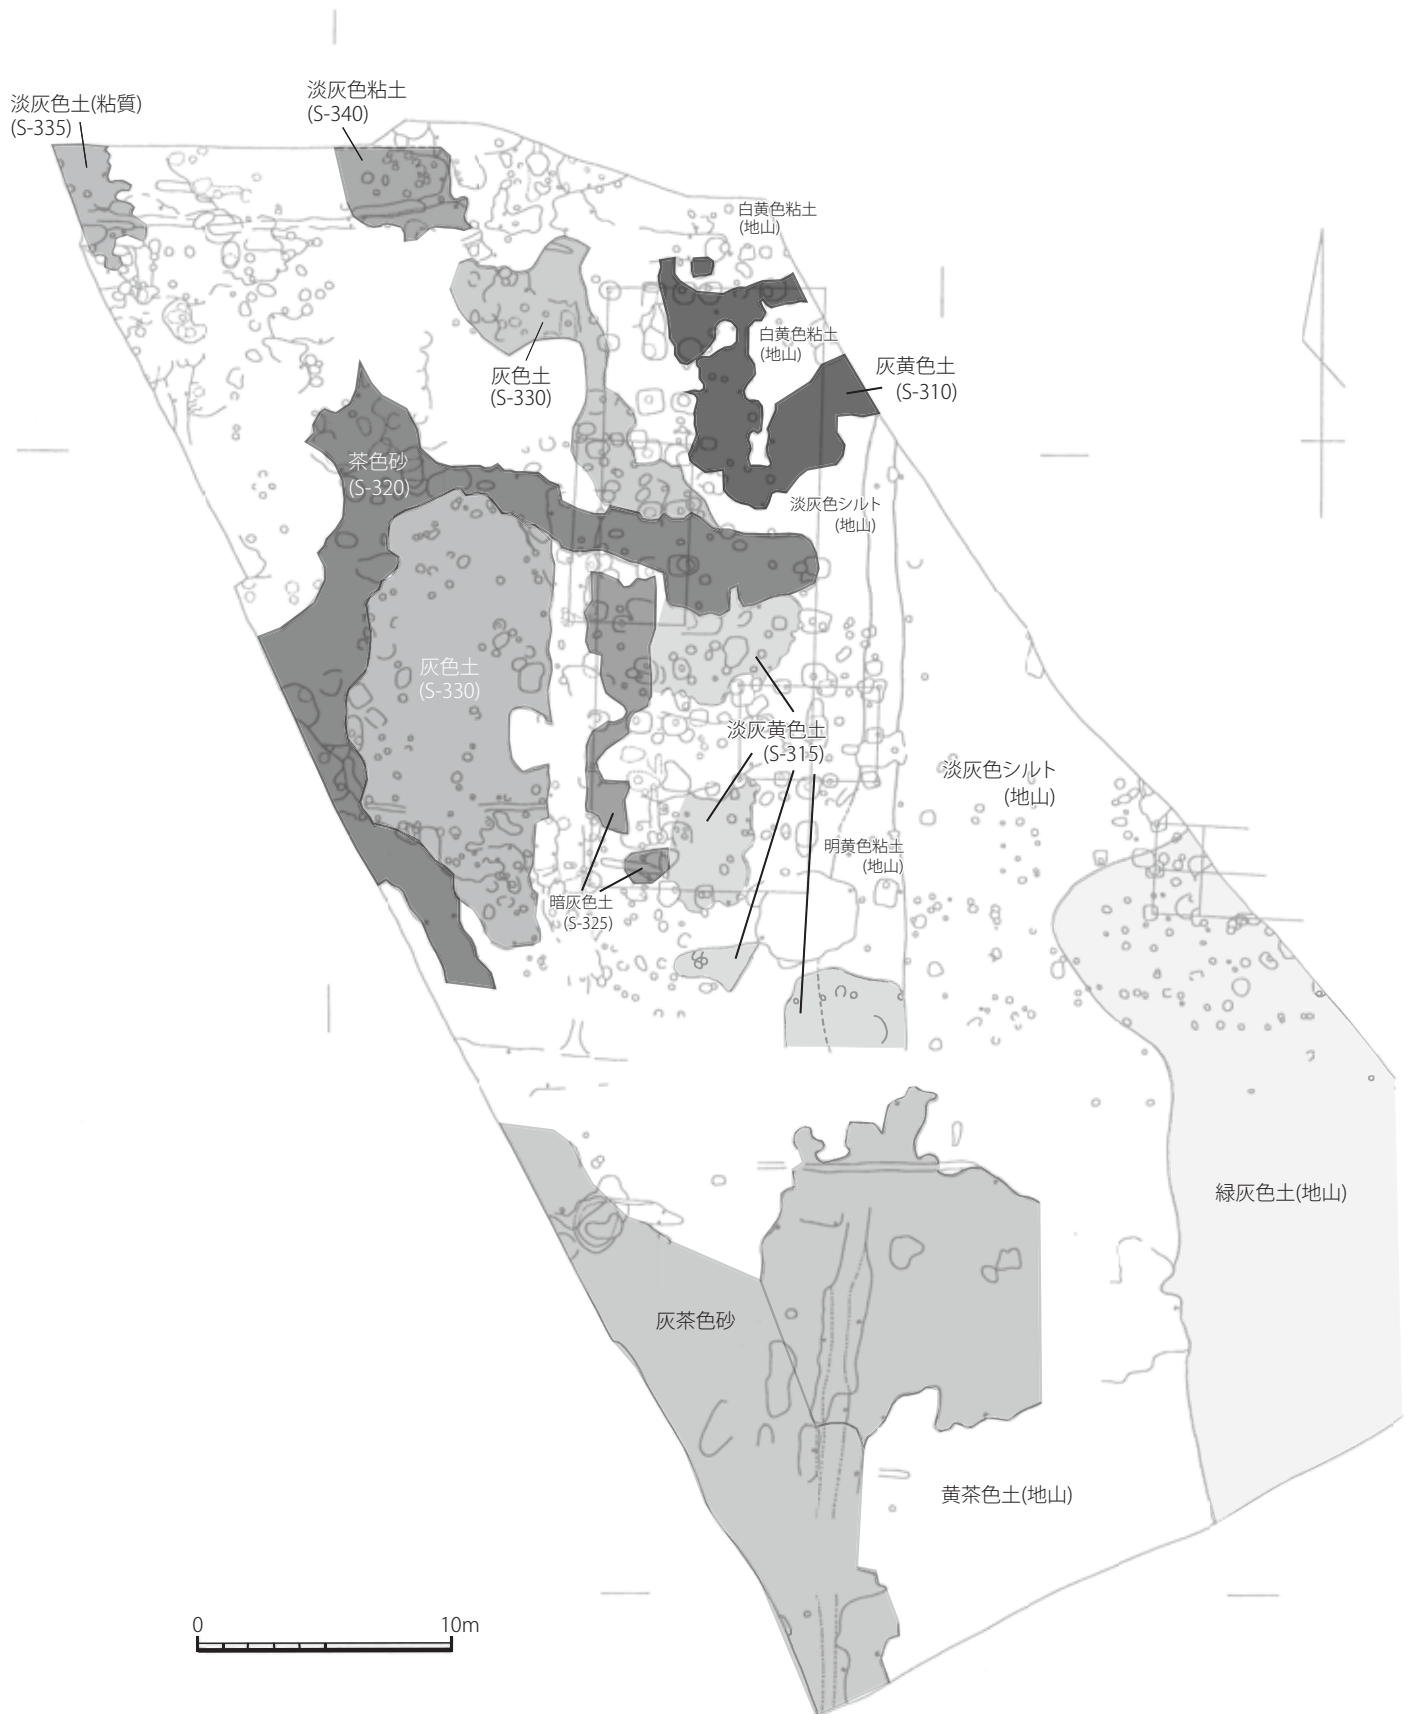 淡灰色土(粘質)
(S-335)
淡灰色粘土
(S-340)
白黄色粘土
(地山)
白黄色粘土
(地山)
灰黄色土
(S-310)
灰色土
(S-330)
茶色砂
(S-320)
淡灰色シルト
(地山)
灰色土
(S-330)
淡灰黄色土
(S-315)
淡灰色シルト
(地山)
明黄色粘土
(地山)
暗灰色土
(S-325)
緑灰色土(地山)
灰茶色砂
黄茶色土(地山)
0 10m